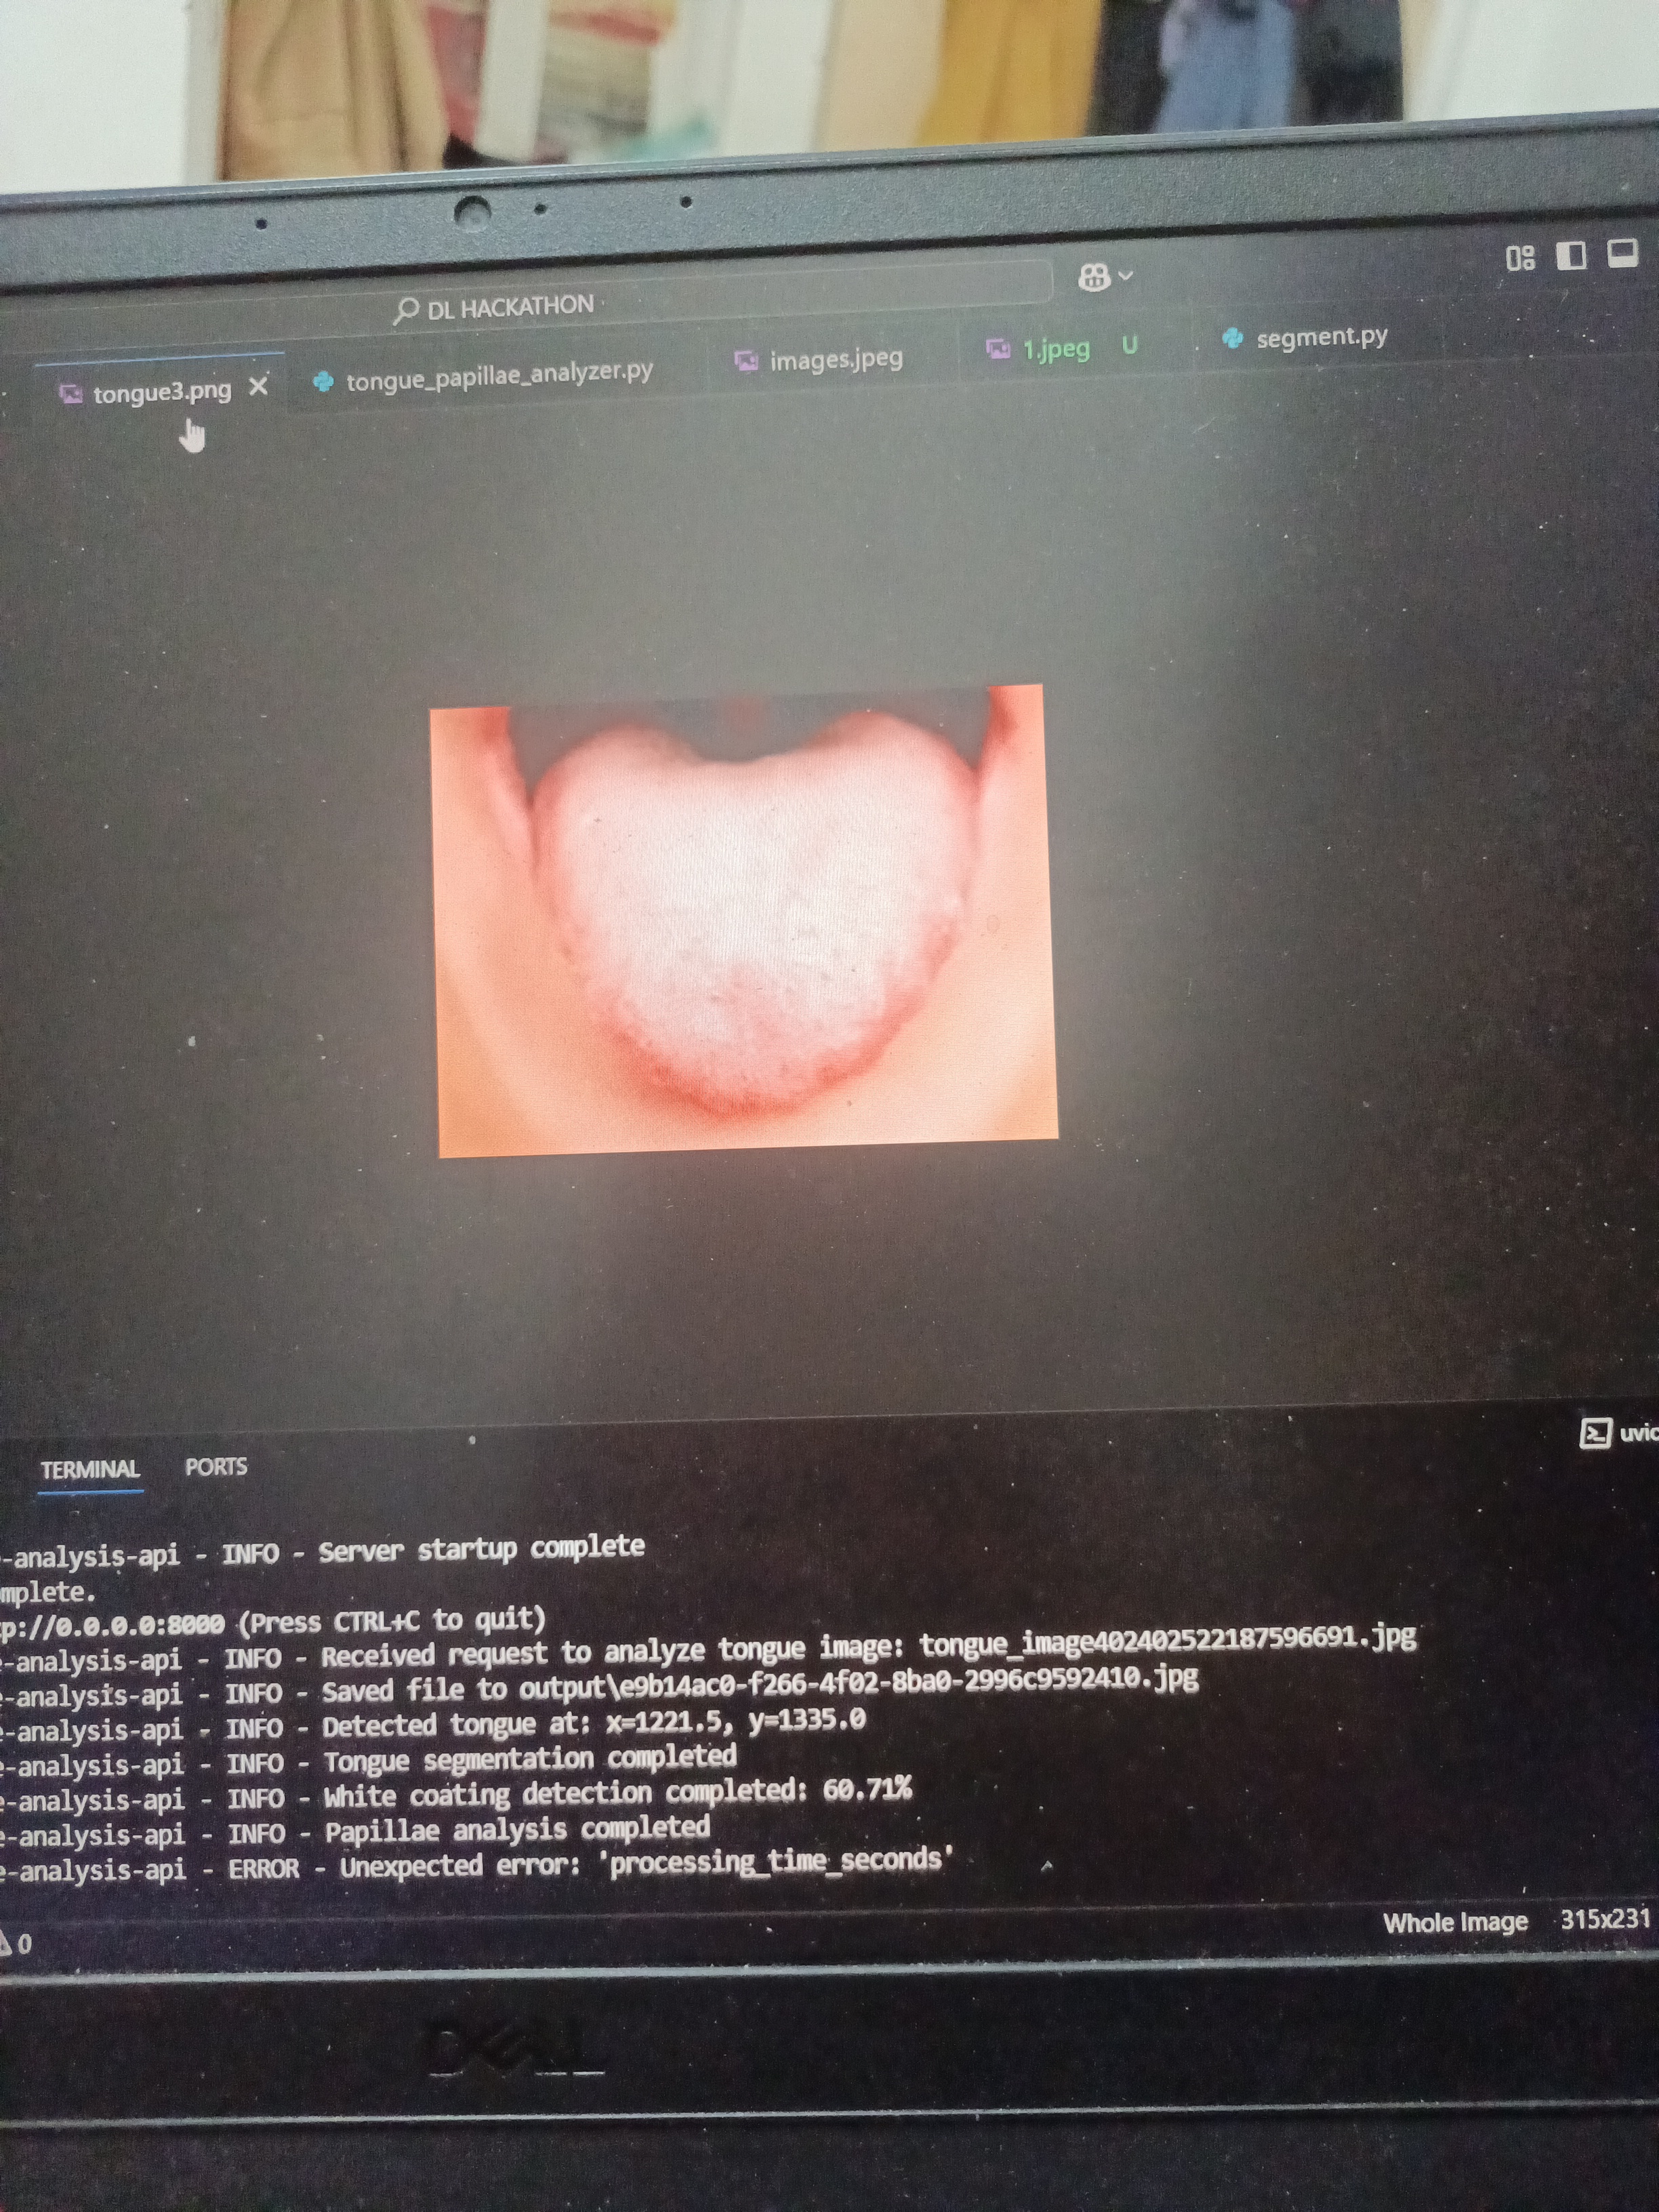 DL HACKATHON
tongue3.png tongue_papillae_analyzer.py images.jpeg 1.jpeg U segment.py
TERMINAL PORTS
uvic
-analysis-api - INFO - Server startup complete
mplete.
p://0.0.0.0:8000 (Press CTRL+C to quit)
e-analysis-api - INFO - Received request to analyze tongue image: tongue_image402402522187596691.jpg
e-analysis-api - INFO - Saved file to output\e9b14ac0-f266-4f02-8ba0-2996c9592410.jpg
e-analysis-api - INFO - Detected tongue at: x=1221.5, y=1335.0
e-analysis-api - INFO - Tongue segmentation completed
e-analysis-api - INFO - White coating detection completed: 60.71%
e-analysis-api - INFO - Papillae analysis completed
e-analysis-api - ERROR - Unexpected error: 'processing_time_seconds'
0 Whole Image 315x231
DELL